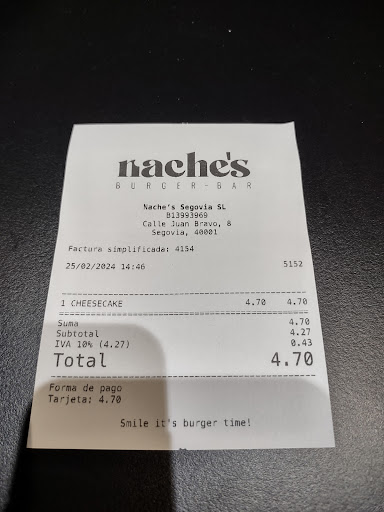 nache's
BURGER-BAR
Nache's Segovia SL
B13993969
Calle Juan Bravo, 8
Segovia, 40001
Factura simplificada: 4154
25/02/2024 14:46 5152
1 CHEESECAKE 4.70 4.70
Suma 4.70
Subtotal 4.27
IVA 10% (4.27) 0.43
Total 4.70
Forma de pago
Tarjeta: 4.70
Smile it's burger time!